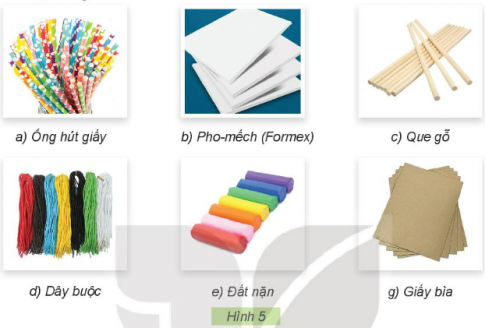 a) Ống hút giấy
b) Pho-mếch (Formex)
c) Que gỗ
d) Dây buộc
e) Đất nặn
g) Giấy bìa
Hình 5